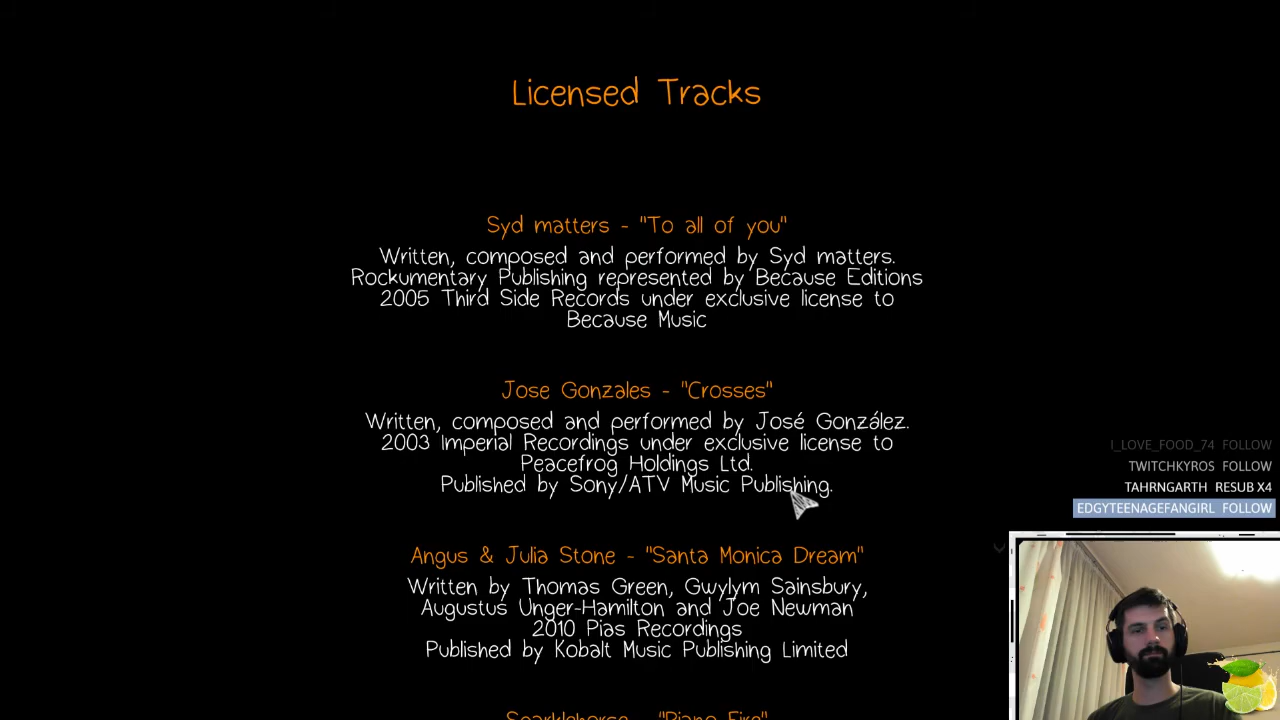 Licensed Tracks
Syd matters - "To all of you"
Written, composed and performed by Syd matters.
Rockumentary Publishing represented by Because Editions
2005 Third Side Records under exclusive license to
Because Music
Jose Gonzales - "Crosses"
Written, composed and performed by José González.
2003 Imperial Recordings under exclusive license to
Peacefrog Holdings Ltd.
Published by Sony/ATV Music Publishing.
Angus & Julia Stone - "Santa Monica Dream"
Written by Thomas Green, Gwylym Sainsbury,
Augustus Unger-Hamilton and Joe Newman
2010 Pias Recordings
Published by Kobalt Music Publishing Limited
Sparklehorse - "Piano Fire"
I_LOVE_FOOD_74 FOLLOW
TWITCHKYROS FOLLOW
TAHRNGARTH RESUB X4
EDGYTEENAGEFANGIRL FOLLOW